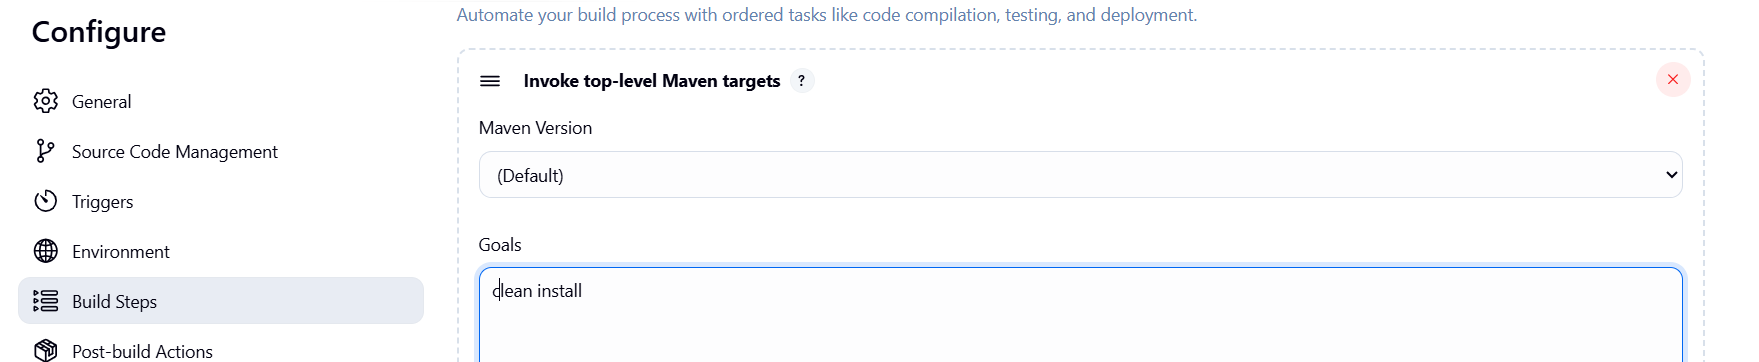 Configure
General
Source Code Management
Triggers
Environment
Build Steps
Post-build Actions
Automate your build process with ordered tasks like code compilation, testing, and deployment.
Invoke top-level Maven targets ?
Maven Version
(Default)
Goals
clean install